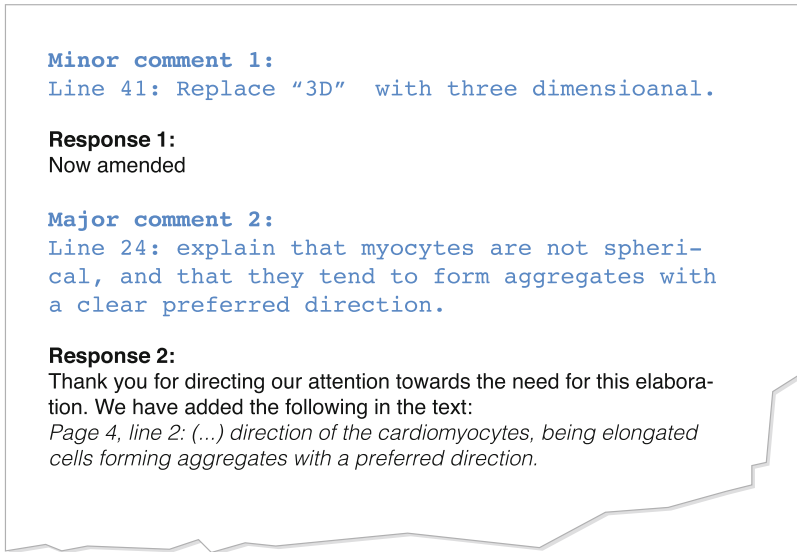 Minor comment 1:
Line 41: Replace “3D”  with three dimensioanal.
Response 1:
Now amended
Major comment 2:
Line 24: explain that myocytes are not spheri-
cal, and that they tend to form aggregates with
a clear preferred direction.
Response 2:
Thank you for directing our attention towards the need for this elabora-
tion. We have added the following in the text:
Page 4, line 2: (...) direction of the cardiomyocytes, being elongated
cells forming aggregates with a preferred direction.